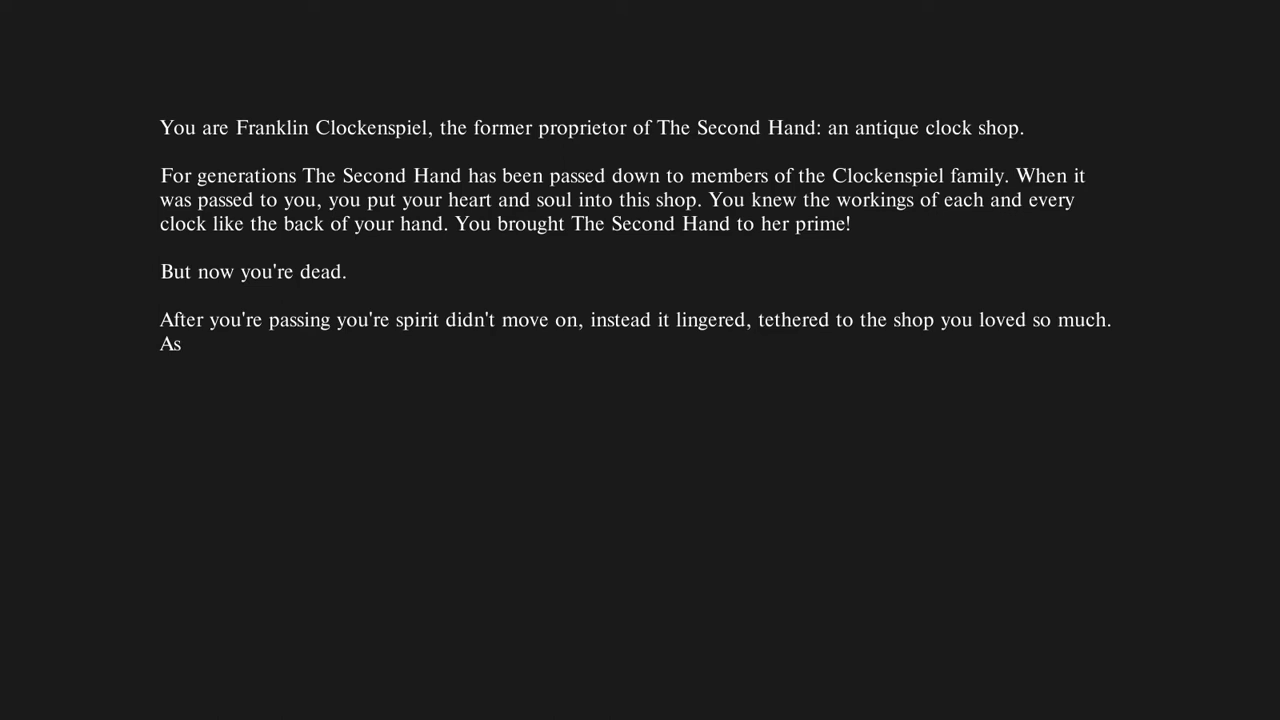 You are Franklin Clockenspiel, the former proprietor of The Second Hand: an antique clock shop.
For generations The Second Hand has been passed down to members of the Clockenspiel family. When it
was passed to you, you put your heart and soul into this shop. You knew the workings of each and every
clock like the back of your hand. You brought The Second Hand to her prime!
But now you're dead.
After you're passing you're spirit didn't move on, instead it lingered, tethered to the shop you loved so much.
As